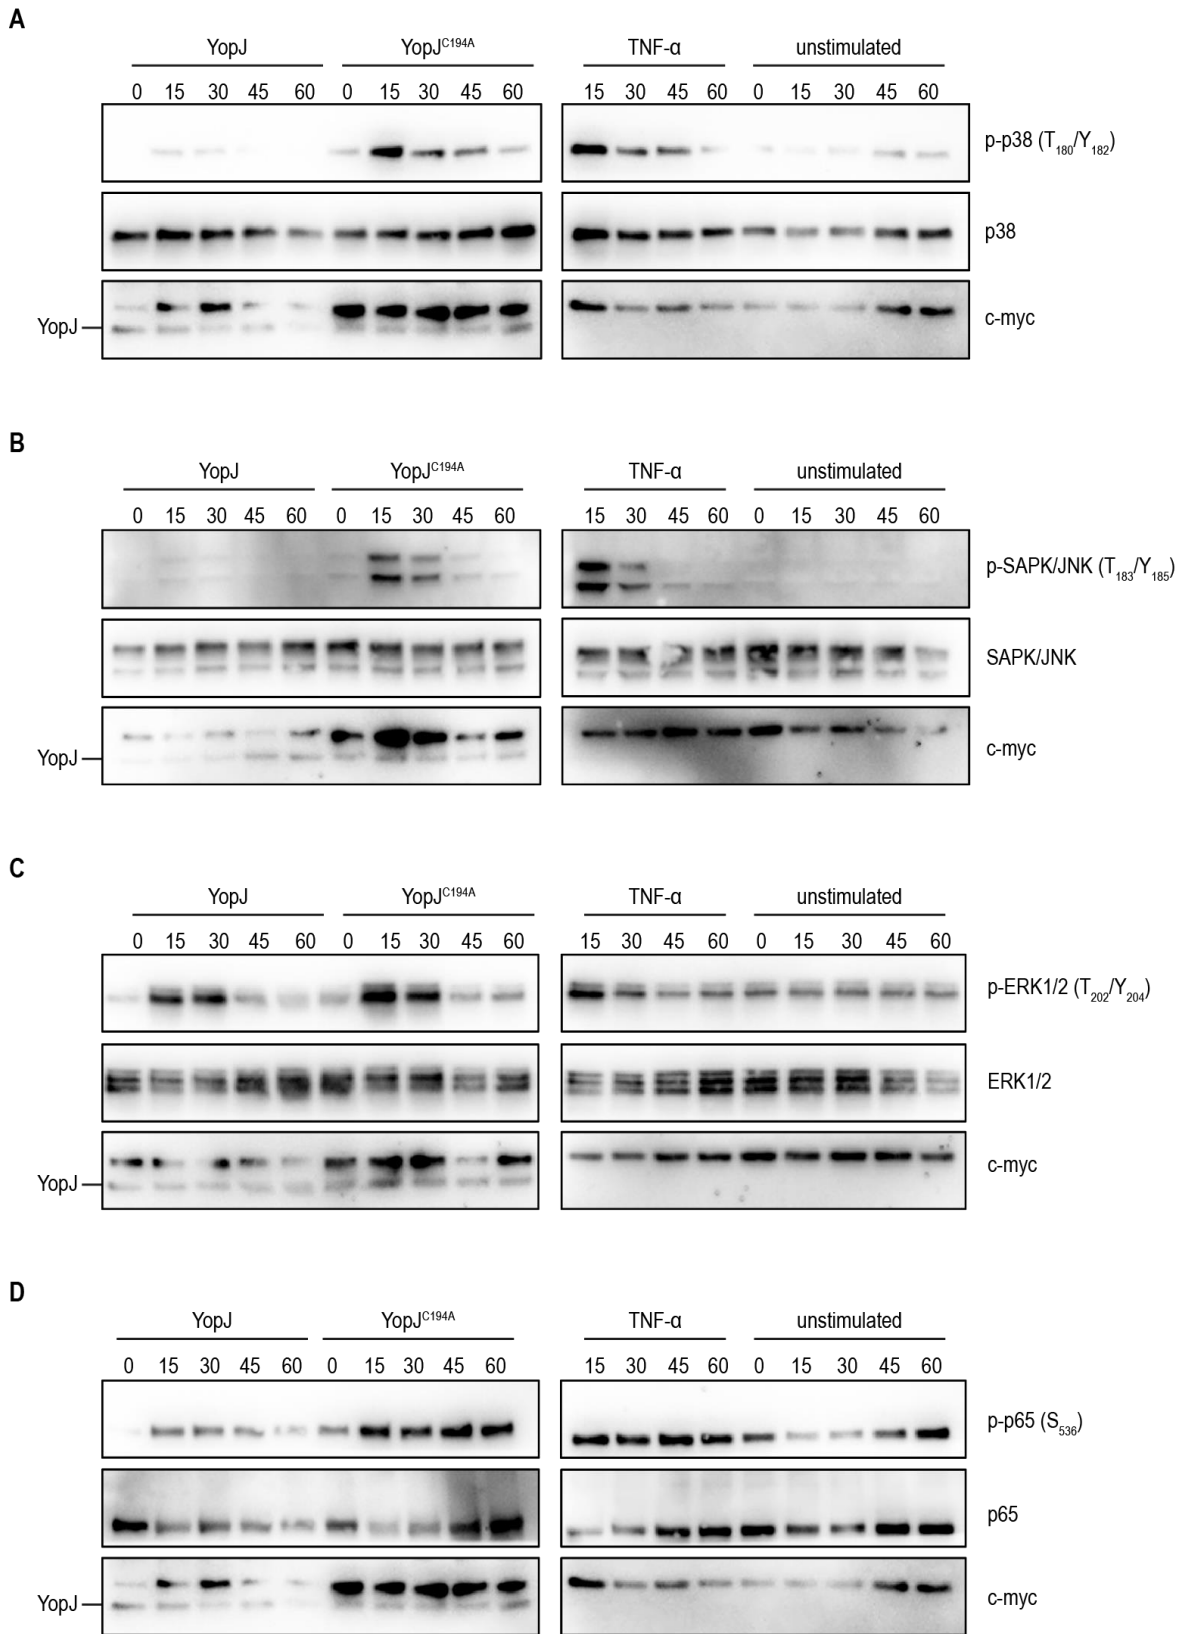 A
YopJ YopJC194A TNF-α unstimulated
0 15 30 45 60 0 15 30 45 60 15 30 45 60 0 15 30 45 60
p-p38 (T180/Y182)
p38
c-myc
YopJ
B
YopJ YopJC194A TNF-α unstimulated
0 15 30 45 60 0 15 30 45 60 15 30 45 60 0 15 30 45 60
p-SAPK/JNK (T183/Y185)
SAPK/JNK
c-myc
YopJ
C
YopJ YopJC194A TNF-α unstimulated
0 15 30 45 60 0 15 30 45 60 15 30 45 60 0 15 30 45 60
p-ERK1/2 (T202/Y204)
ERK1/2
c-myc
YopJ
D
YopJ YopJC194A TNF-α unstimulated
0 15 30 45 60 0 15 30 45 60 15 30 45 60 0 15 30 45 60
p-p65 (S536)
p65
c-myc
YopJ